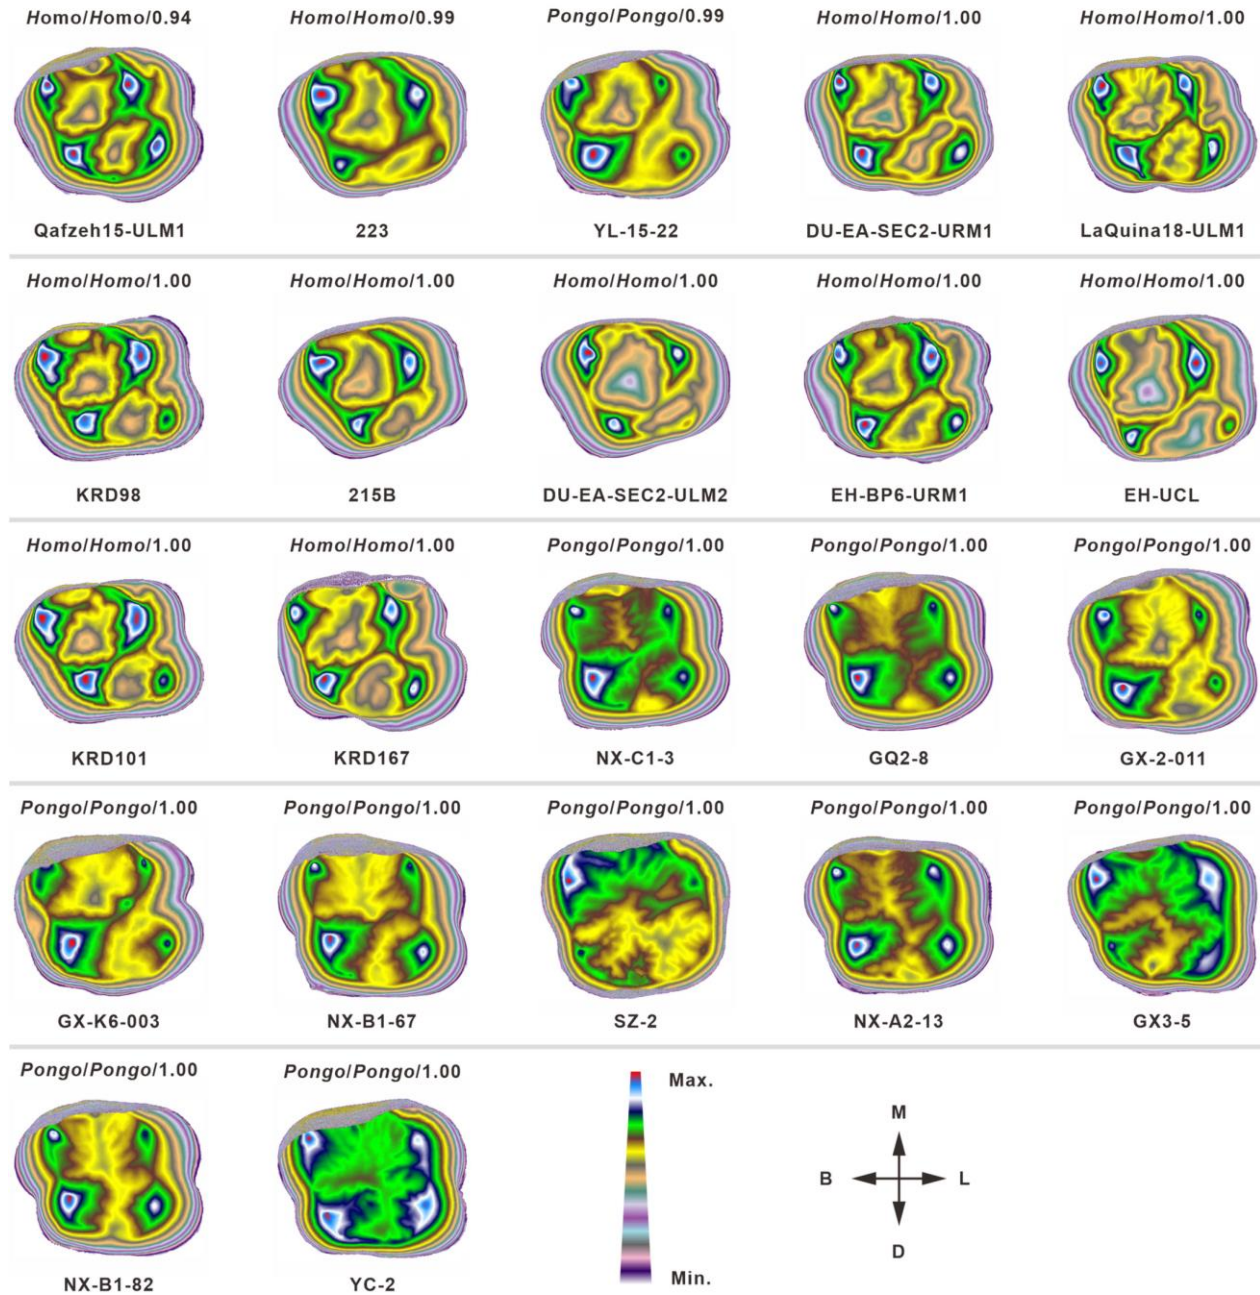 Homo/Homo/0.94 Homo/Homo/0.99 Pongo/Pongo/0.99 Homo/Homo/1.00 Homo/Homo/1.00
Qafzeh15-ULM1 223 YL-15-22 DU-EA-SEC2-URM1 LaQuina18-ULM1
Homo/Homo/1.00 Homo/Homo/1.00 Homo/Homo/1.00 Homo/Homo/1.00 Homo/Homo/1.00
KRD98 215B DU-EA-SEC2-ULM2 EH-BP6-URM1 EH-UCL
Homo/Homo/1.00 Homo/Homo/1.00 Pongo/Pongo/1.00 Pongo/Pongo/1.00 Pongo/Pongo/1.00
KRD101 KRD167 NX-C1-3 GQ2-8 GX-2-011
Pongo/Pongo/1.00 Pongo/Pongo/1.00 Pongo/Pongo/1.00 Pongo/Pongo/1.00 Pongo/Pongo/1.00
GX-K6-003 NX-B1-67 SZ-2 NX-A2-13 GX3-5
Pongo/Pongo/1.00 Pongo/Pongo/1.00
Max.
M
B L
D
Min.
NX-B1-82 YC-2